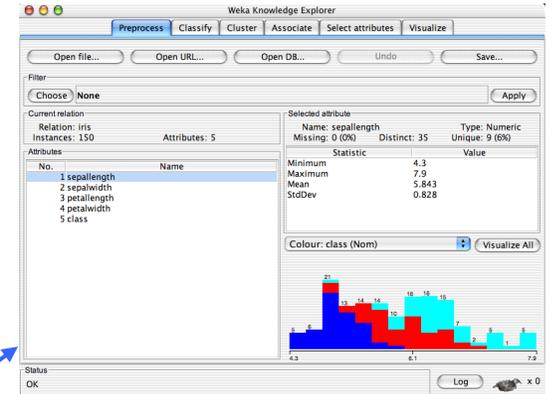 Weka Knowledge Explorer
Preprocess Classify Cluster Associate Select attributes Visualize
Open file... Open URL... Open DB... Undo Save...
Filter
Choose None Apply
Current relation
Relation: iris
Instances: 150 Attributes: 5
Attributes
No. Name
1 sepallength
2 sepalwidth
3 petallength
4 petalwidth
5 class
Selected attribute
Name: sepallength Type: Numeric
Missing: 0 (0%) Distinct: 35 Unique: 9 (6%)
Statistic Value
Minimum 4.3
Maximum 7.9
Mean 5.843
StdDev 0.828
Colour: class (Nom) Visualize All
5 6 21 13 14 14 10 16 16 15 7 2 5 1 5
4.3 6.1 7.9
Status
OK Log x 0